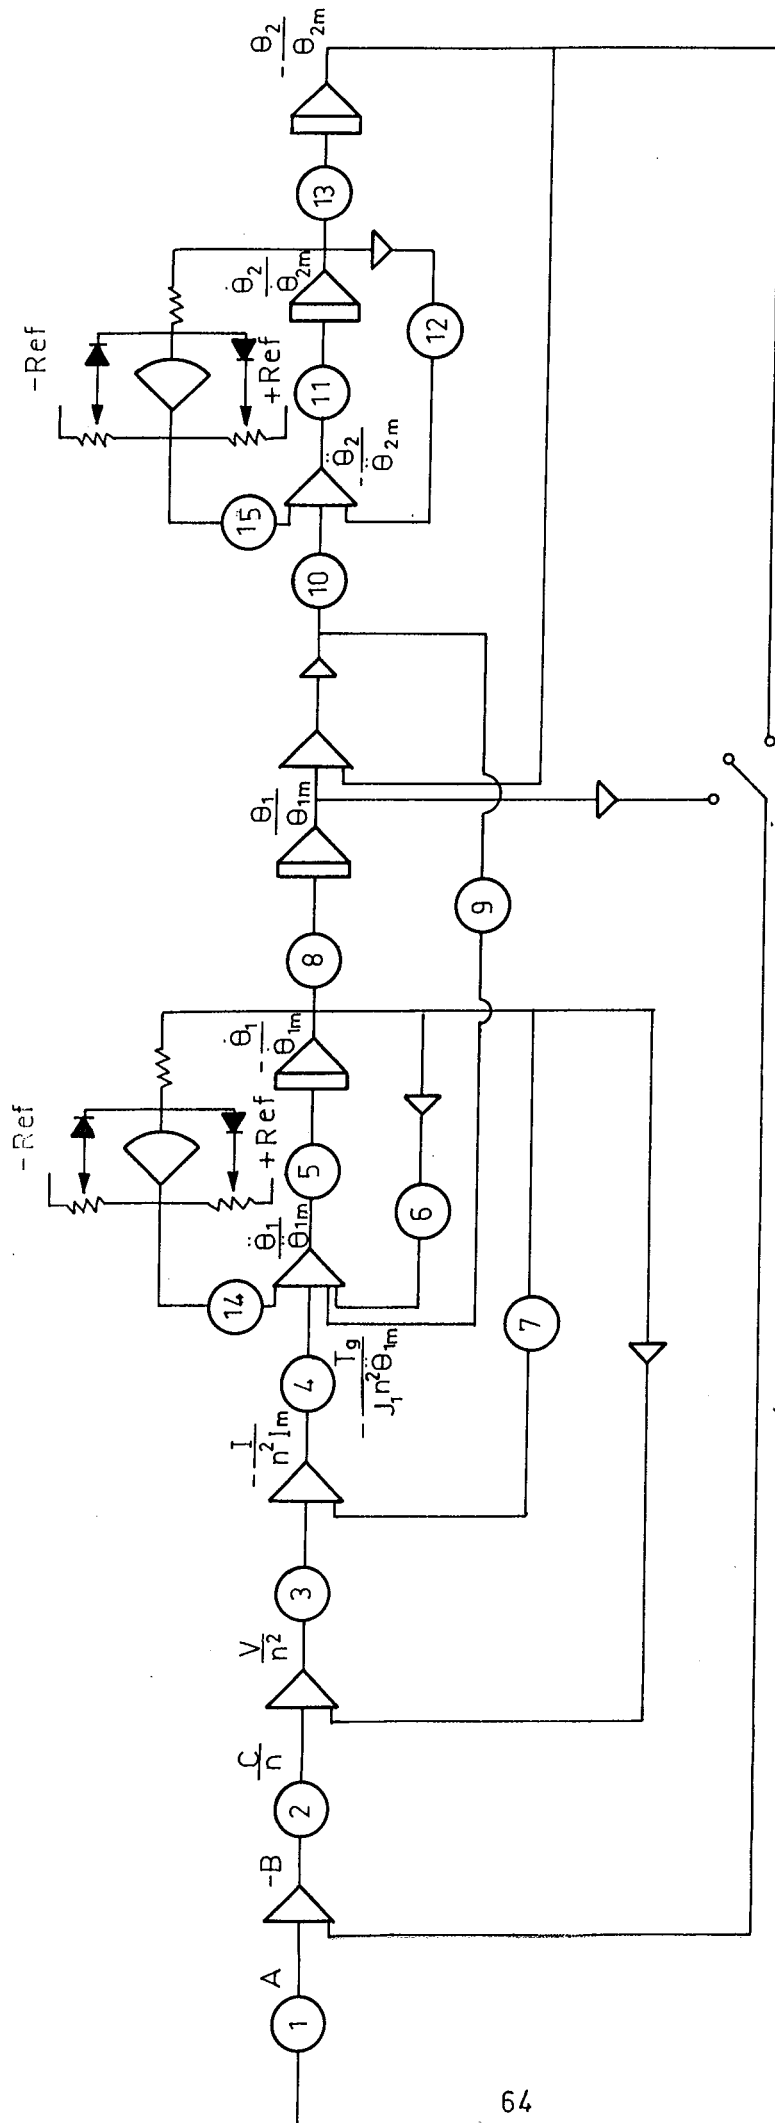 1
A
-B
2
C/n
V/n²
3
-I/n²Im
4
-Tg/J₁n²θ̈₁ₘ
7
14
θ̈₁/θ̈₁ₘ
6
5
-Ref
+Ref
-θ̇₁/θ̇₁ₘ
8
9
θ₁/θ₁ₘ
10
15
-θ̈₂/θ̈₂ₘ
11
12
-Ref
+Ref
θ̇₂/θ̇₂ₘ
13
-θ₂/θ₂ₘ
64